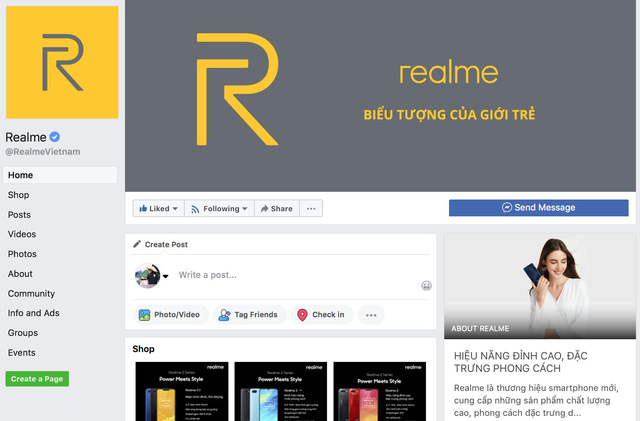 realme
BIỂU TƯỢNG CỦA GIỚI TRẺ
Realme
@RealmeVietnam
Home
Shop
Posts
Videos
Photos
About
Community
Info and Ads
Groups
Events
Create a Page
Liked
Following
Share
Send Message
Create Post
Write a post...
Photo/Video
Tag Friends
Check in
Shop
realme
Realme 2 Series
Power Meets Style
realme
Realme 2 Series
Power Meets Style
realme
Realme 2 Series
Power Meets Style
ABOUT REALME
HIỆU NĂNG ĐỈNH CAO, ĐẶC
TRƯNG PHONG CÁCH
Realme là thương hiệu smartphone mới,
cung cấp những sản phẩm chất lượng
cao, phong cách đặc trưng d...